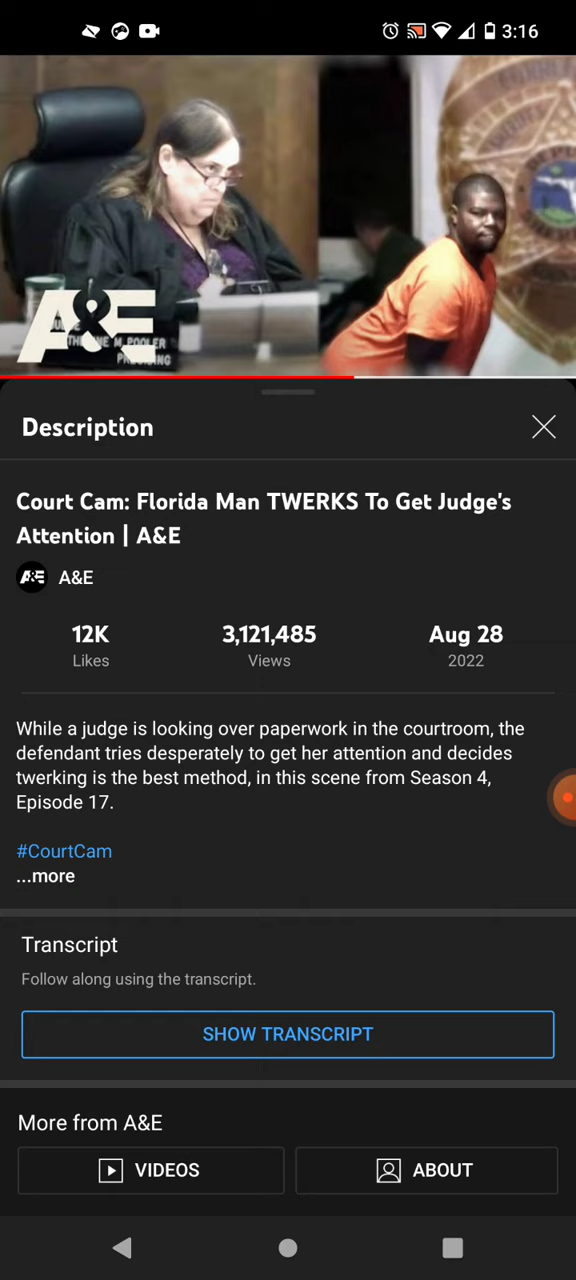 3:16
A&E
M. POOLER
PRESIDING
Description
Court Cam: Florida Man TWERKS To Get Judge's
Attention | A&E
A&E
A&E
12K
3,121,485
Aug 28
Likes
Views
2022
While a judge is looking over paperwork in the courtroom, the
defendant tries desperately to get her attention and decides
twerking is the best method, in this scene from Season 4,
Episode 17.
#CourtCam
...more
Transcript
Follow along using the transcript.
SHOW TRANSCRIPT
More from A&E
VIDEOS
ABOUT